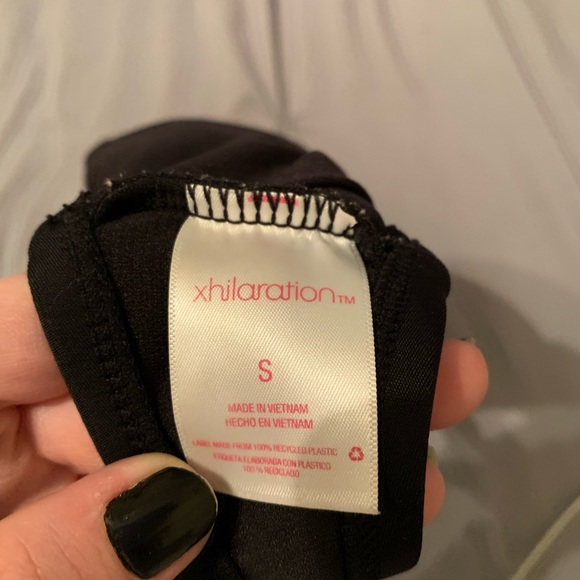 xhilaration™
S
MADE IN VIETNAM
HECHO EN VIETNAM
LABEL MADE FROM 100% RECYCLED PLASTIC
ETIQUETA ELABORADA CON PLASTICO
100% RECICLADO